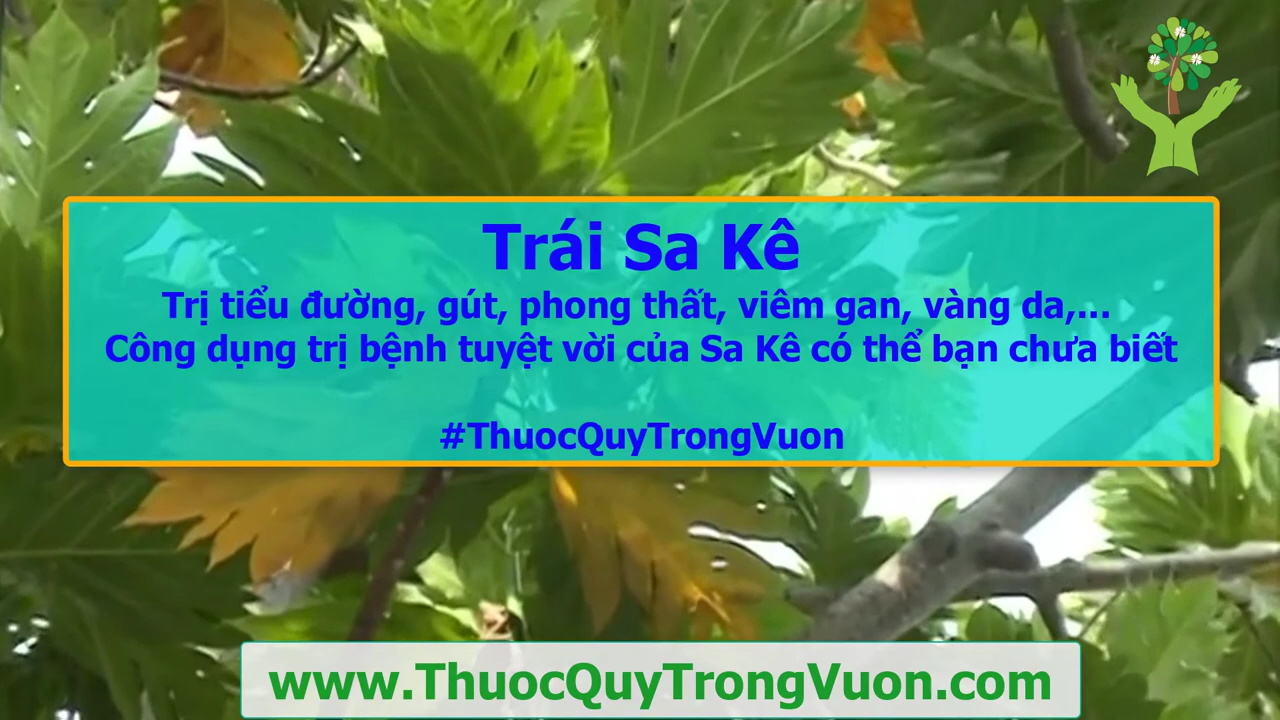 Trái Sa Kê
Trị tiểu đường, gút, phong thất, viêm gan, vàng da,...
Công dụng trị bệnh tuyệt vời của Sa Kê có thể bạn chưa biết
#ThuocQuyTrongVuon
www.ThuocQuyTrongVuon.com